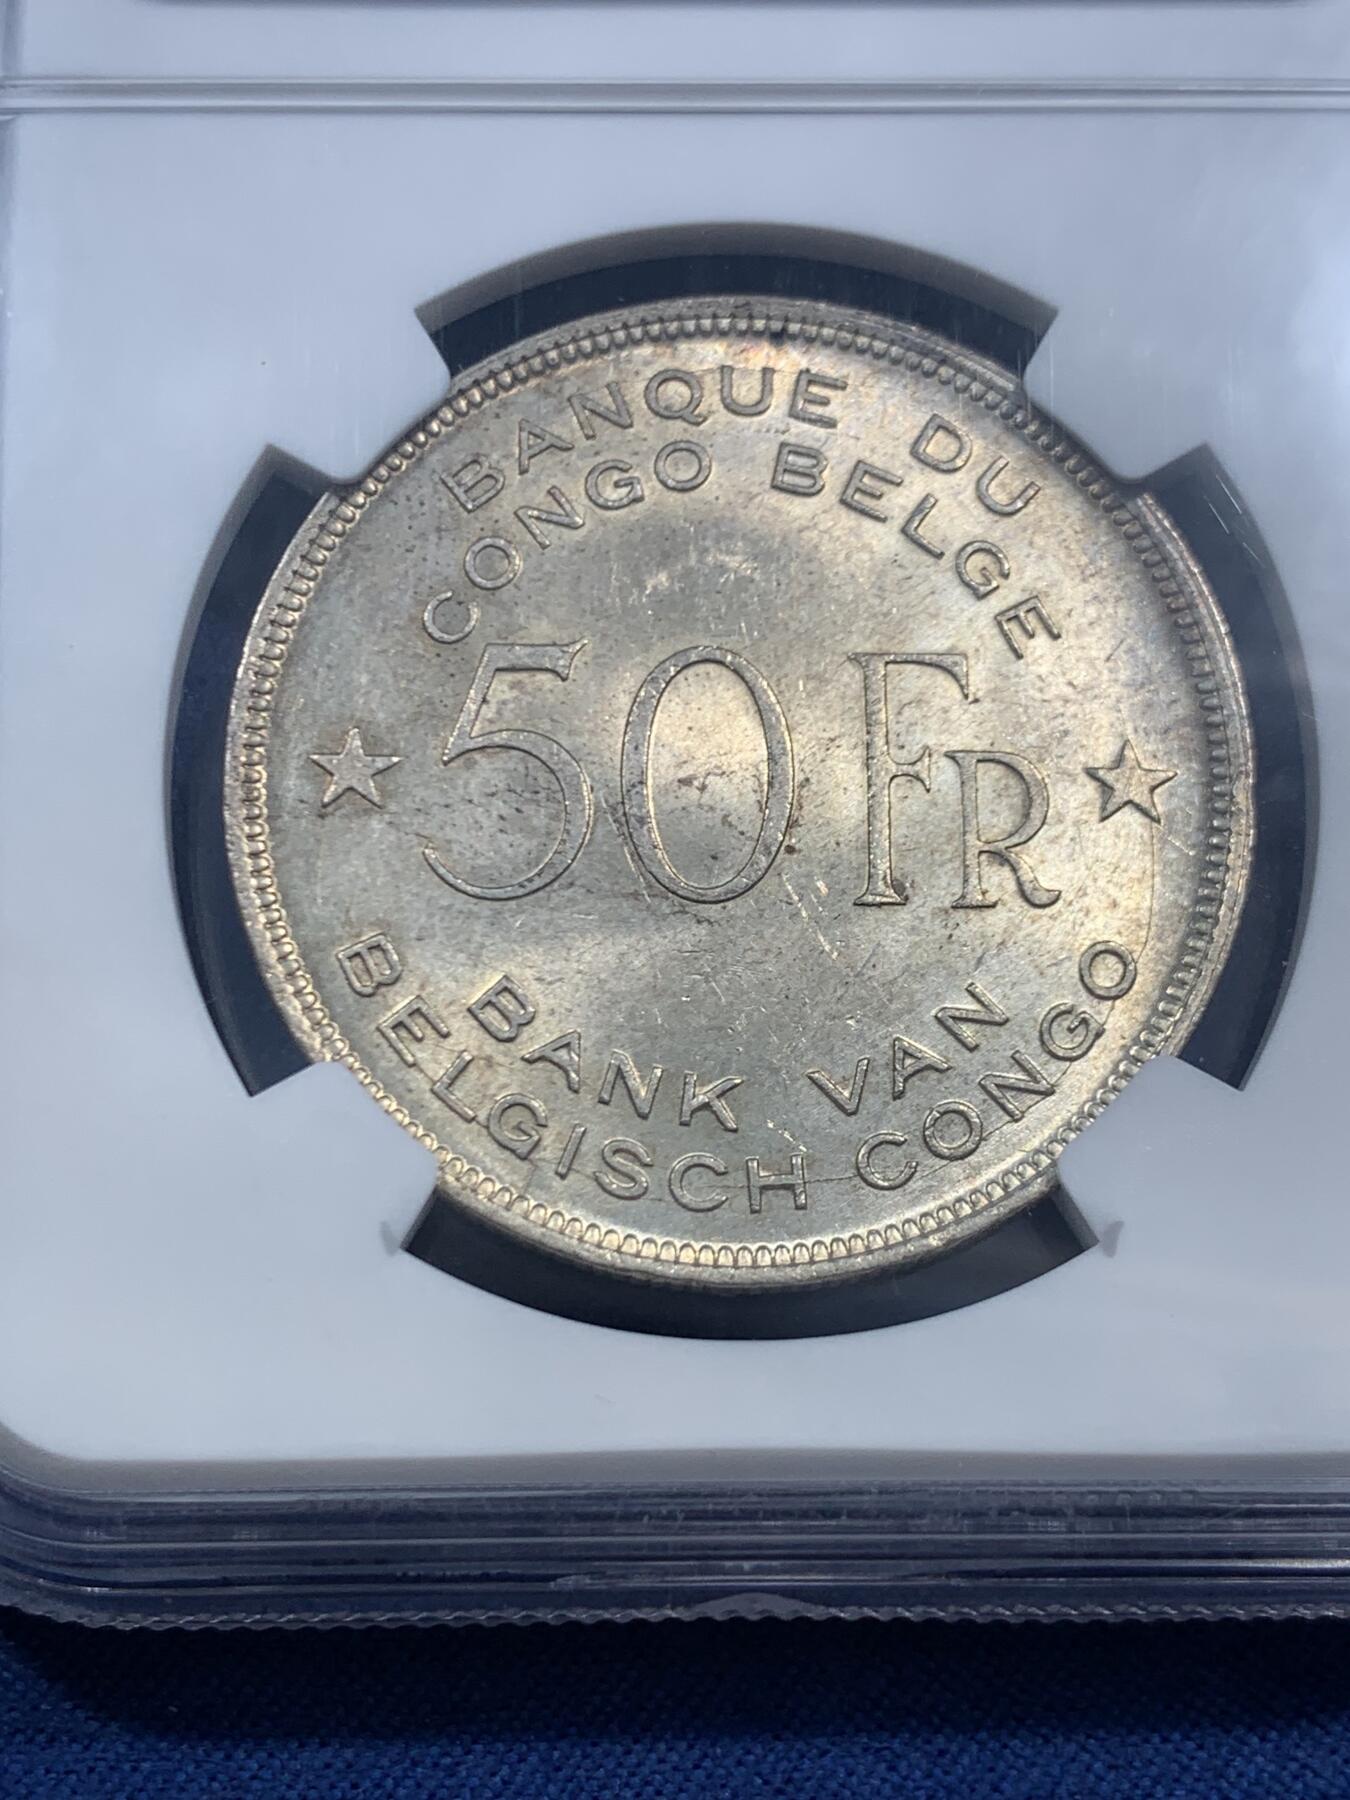 BANQUE DU
CONGO BELGE
50 FR
BANK VAN
BELGISCH CONGO